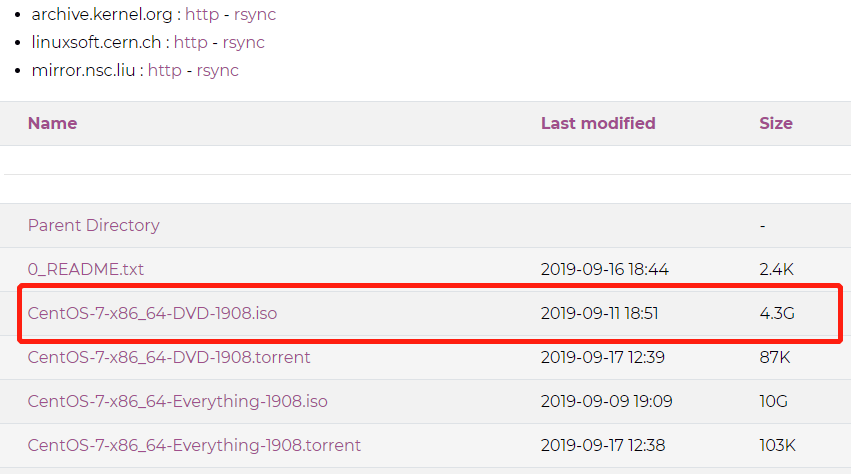 archive.kernel.org : http - rsync
linuxsoft.cern.ch : http - rsync
mirror.nsc.liu : http - rsync
Name Last modified Size
Parent Directory -
0_README.txt 2019-09-16 18:44 2.4K
CentOS-7-x86_64-DVD-1908.iso 2019-09-11 18:51 4.3G
CentOS-7-x86_64-DVD-1908.torrent 2019-09-17 12:39 87K
CentOS-7-x86_64-Everything-1908.iso 2019-09-09 19:09 10G
CentOS-7-x86_64-Everything-1908.torrent 2019-09-17 12:38 103K